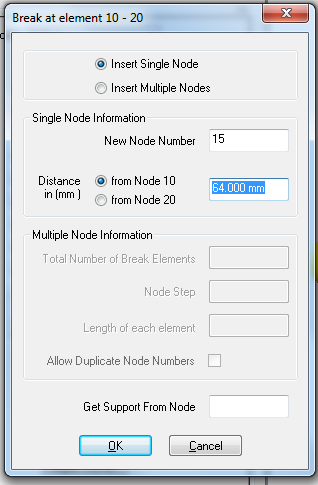 Break at element 10 - 20
Insert Single Node
Insert Multiple Nodes
Single Node Information
New Node Number 15
Distance in (mm )
from Node 10
from Node 20
64.000 mm
Multiple Node Information
Total Number of Break Elements
Node Step
Length of each element
Allow Duplicate Node Numbers
Get Support From Node
OK Cancel